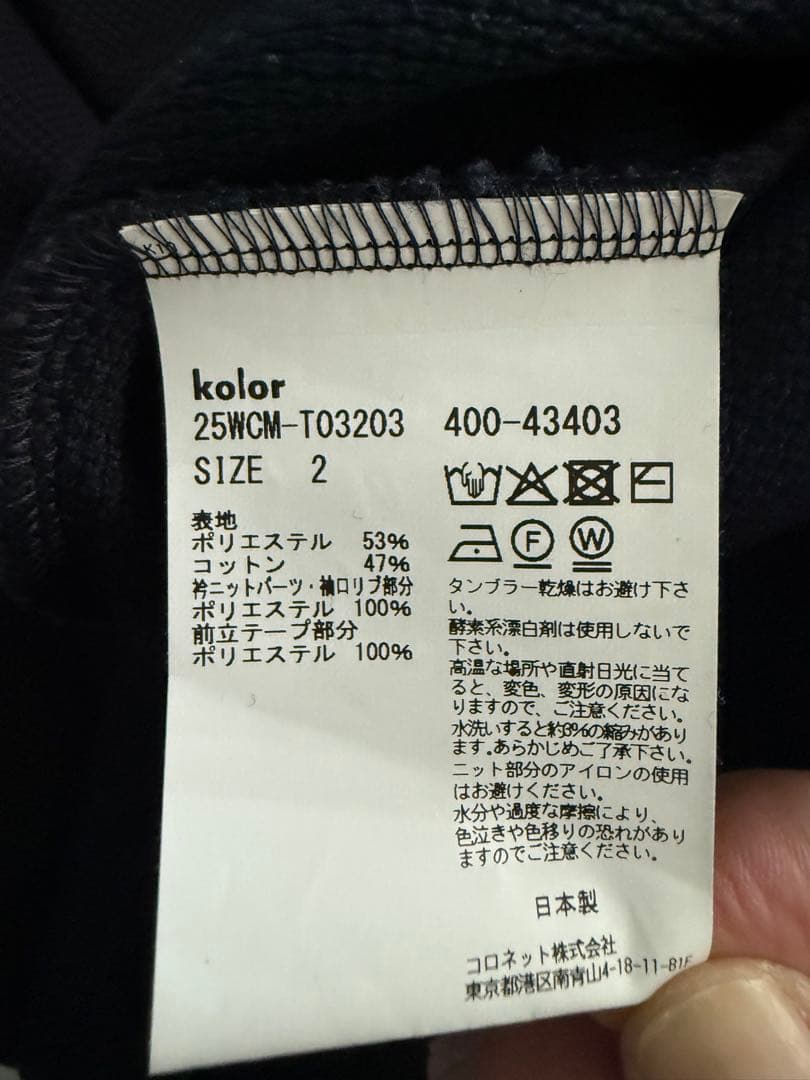 kolor
25WCM-T03203 400-43403
SIZE 2
表地
ポリエステル 53%
コットン 47%
衿ニットパーツ・袖口リブ部分
ポリエステル 100%
前立テープ部分
ポリエステル 100%
F W
タンブラー乾燥はお避け下さ
い。
酵素系漂白剤は使用しないで
下さい。
高温な場所や直射日光に当て
ると、変色、変形の原因にな
りますので、ご注意ください。
水洗いすると約3%の縮みがあり
ます。あらかじめご了承下さい。
ニット部分のアイロンの使用
はお避けください。
水分や過度な摩擦により、
色泣きや色移りの恐れがあり
ますのでご注意ください。
日本製
コロネット株式会社
東京都港区南青山4-18-11-B1F